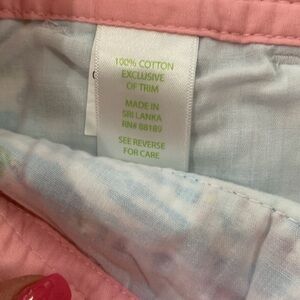 100% COTTON
EXCLUSIVE
OF TRIM
MADE IN
SRI LANKA
RN# 88189
SEE REVERSE
FOR CARE